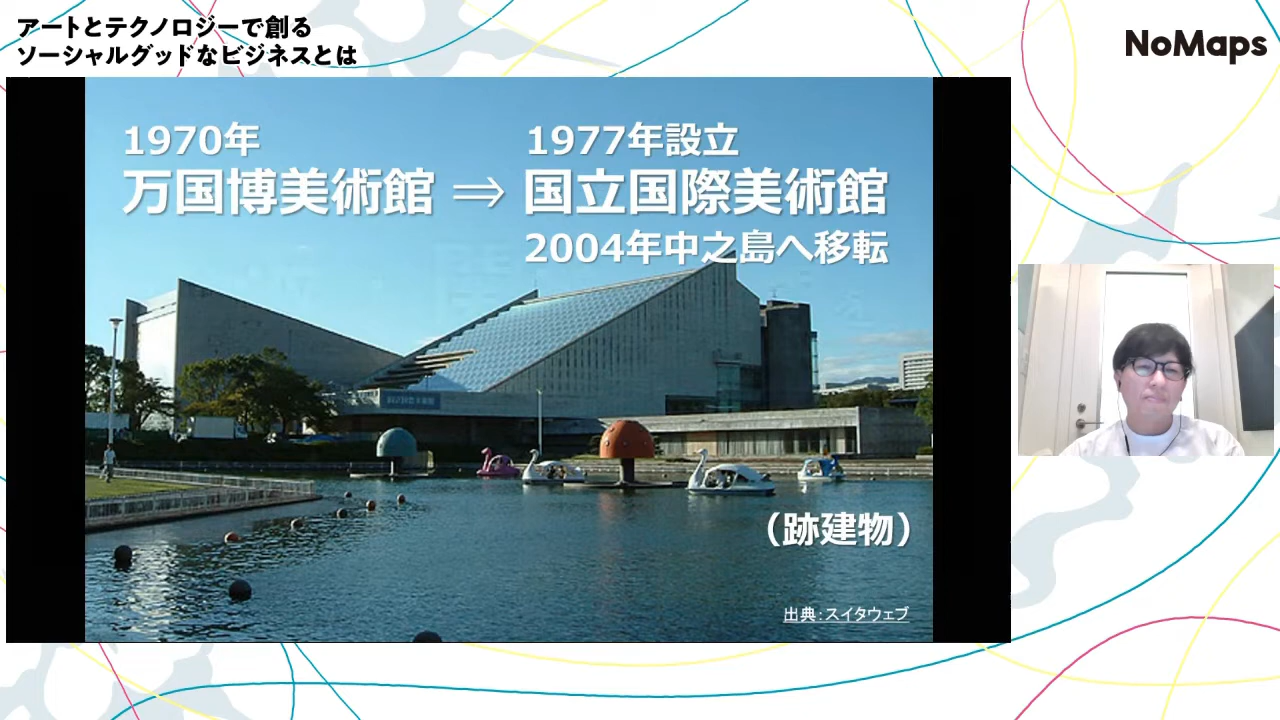 アートとテクノロジーで創る
ソーシャルグッドなビジネスとは
NoMaps
1970年
万国博美術館 ⇒
1977年設立
国立国際美術館
2004年中之島へ移転
（跡建物）
出典：スイタウェブ